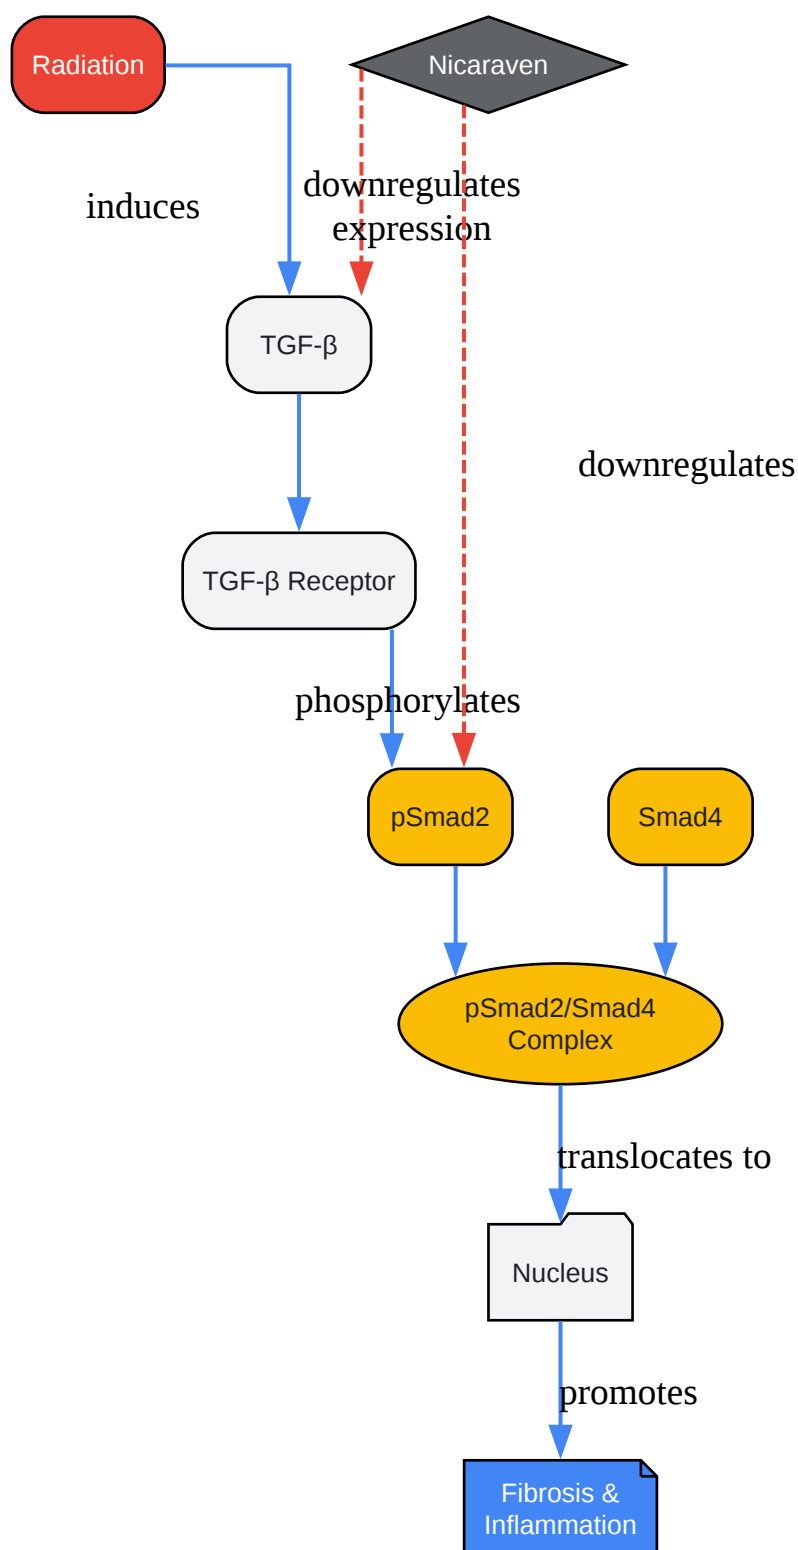 Radiation
Nicaraven
induces
downregulates
expression
TGF-β
downregulates
TGF-β Receptor
phosphorylates
pSmad2
Smad4
pSmad2/Smad4
Complex
translocates to
Nucleus
promotes
Fibrosis &
Inflammation